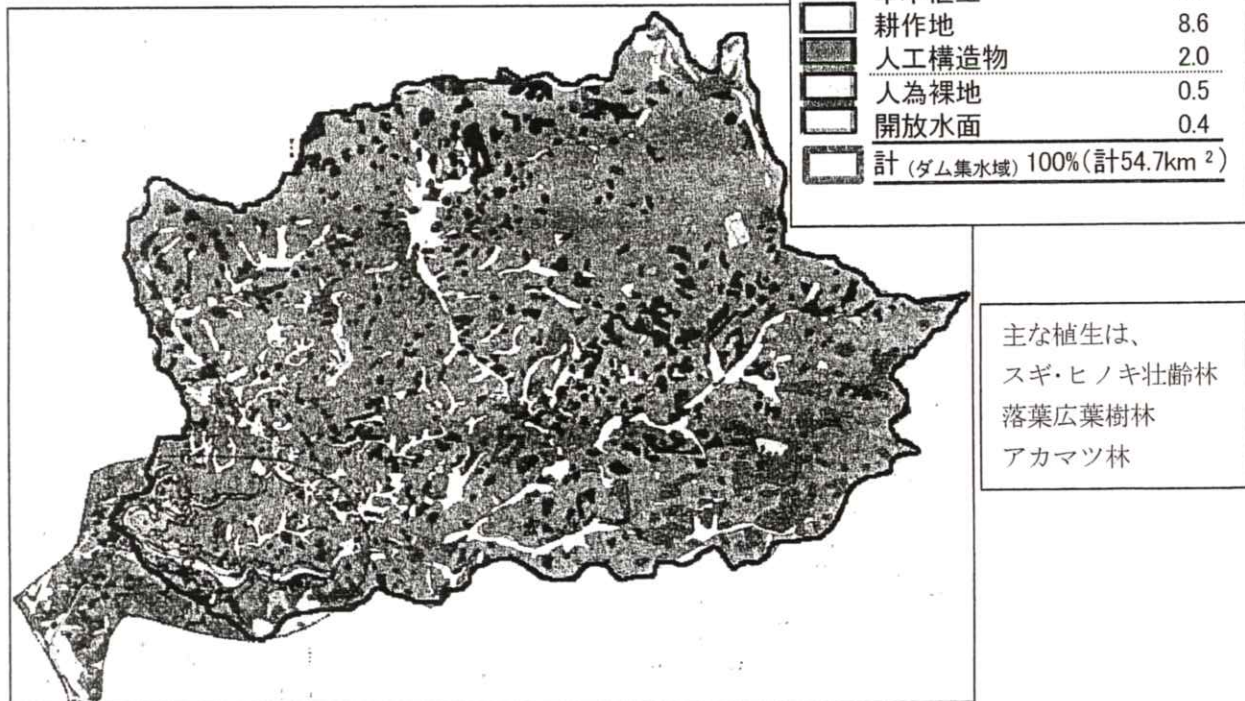 耕作地 8.6
人工構造物 2.0
人為裸地 0.5
開放水面 0.4
計 (ダム集水域) 100%(計54.7km²)
主な植生は、
スギ・ヒノキ壮齢林
落葉広葉樹林
アカマツ林